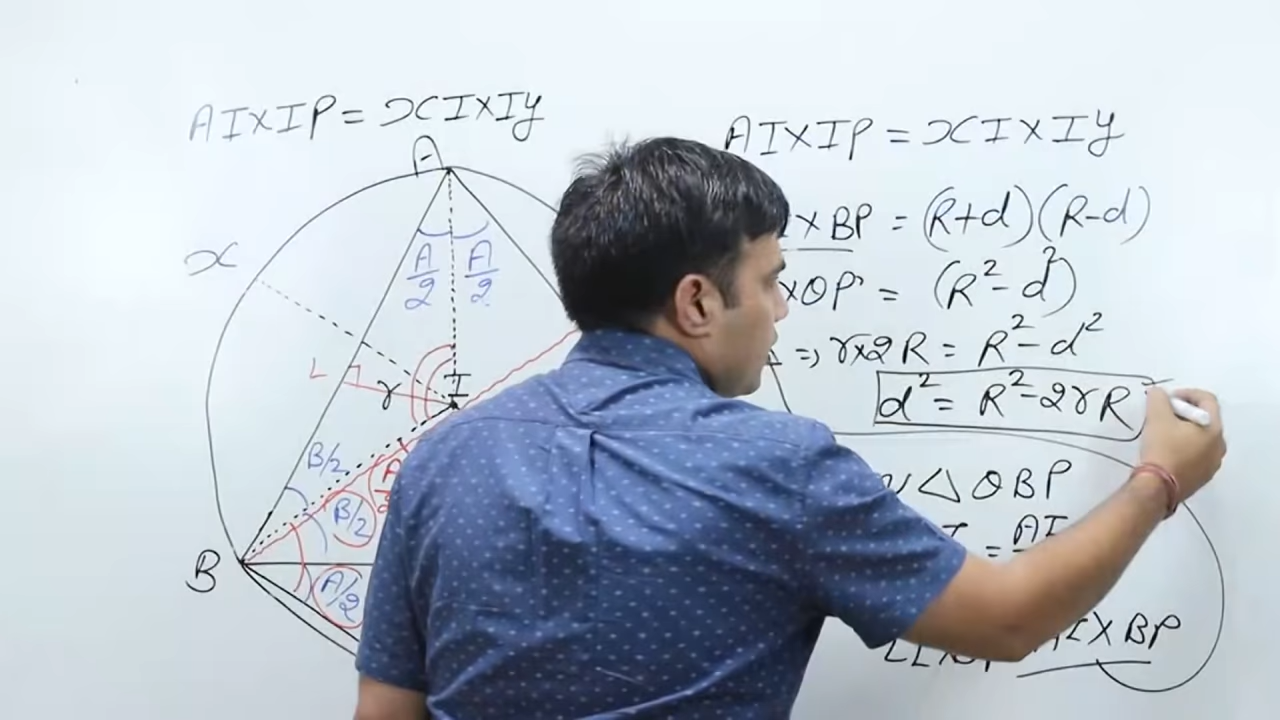 AI×IP = xI×Iy
A
x
A/2 A/2
L
r
I
B/2
B/2
A/2
B
AI×IP = xI×Iy
×BP = (R+d)(R-d)
×OP = (R²-d²)
=> r×2R = R²-d²
d² = R²-2rR
△OBP
= AI
I×BP